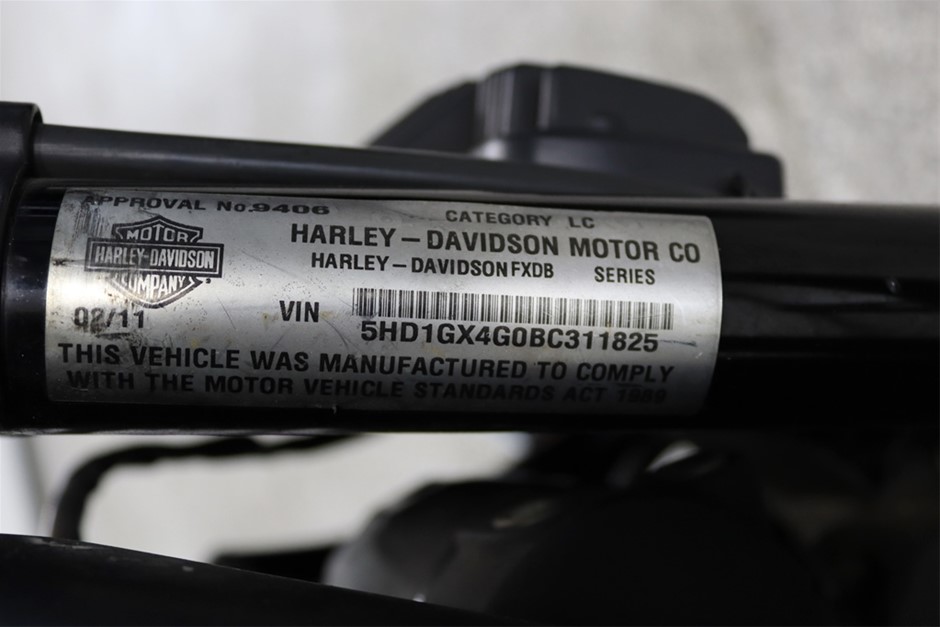 APPROVAL No.9406
CATEGORY LC
MOTOR
HARLEY-DAVIDSON
COMPANY
HARLEY – DAVIDSON MOTOR CO
HARLEY – DAVIDSON FXDB SERIES
02/11
VIN
5HD1GX4G0BC311825
THIS VEHICLE WAS MANUFACTURED TO COMPLY
WITH THE MOTOR VEHICLE STANDARDS ACT 1989